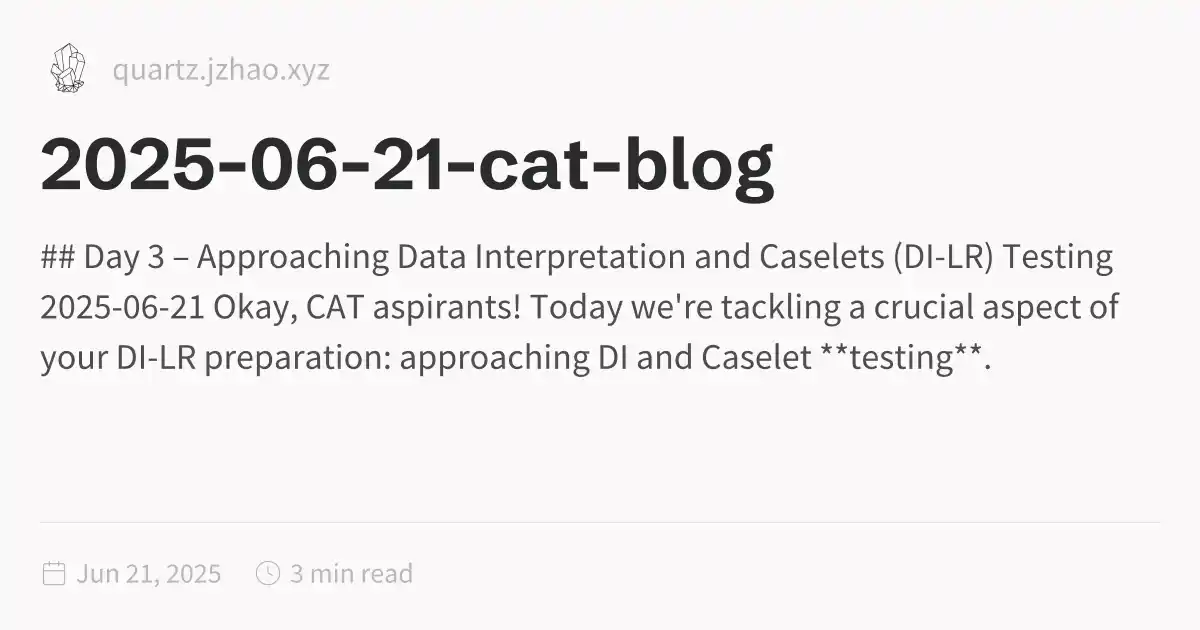 quartz.jzhao.xyz
2025-06-21-cat-blog
## Day 3 – Approaching Data Interpretation and Caselets (DI-LR) Testing
2025-06-21 Okay, CAT aspirants! Today we're tackling a crucial aspect of
your DI-LR preparation: approaching DI and Caselet **testing**.
Jun 21, 2025 3 min read